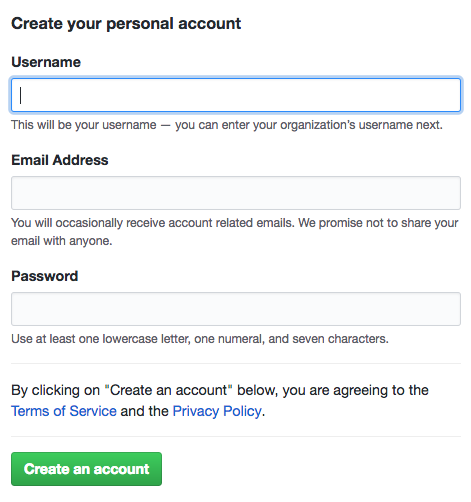 Create your personal account
Username
This will be your username — you can enter your organization’s username next.
Email Address
You will occasionally receive account related emails. We promise not to share your
email with anyone.
Password
Use at least one lowercase letter, one numeral, and seven characters.
By clicking on "Create an account" below, you are agreeing to the
Terms of Service and the Privacy Policy.
Create an account